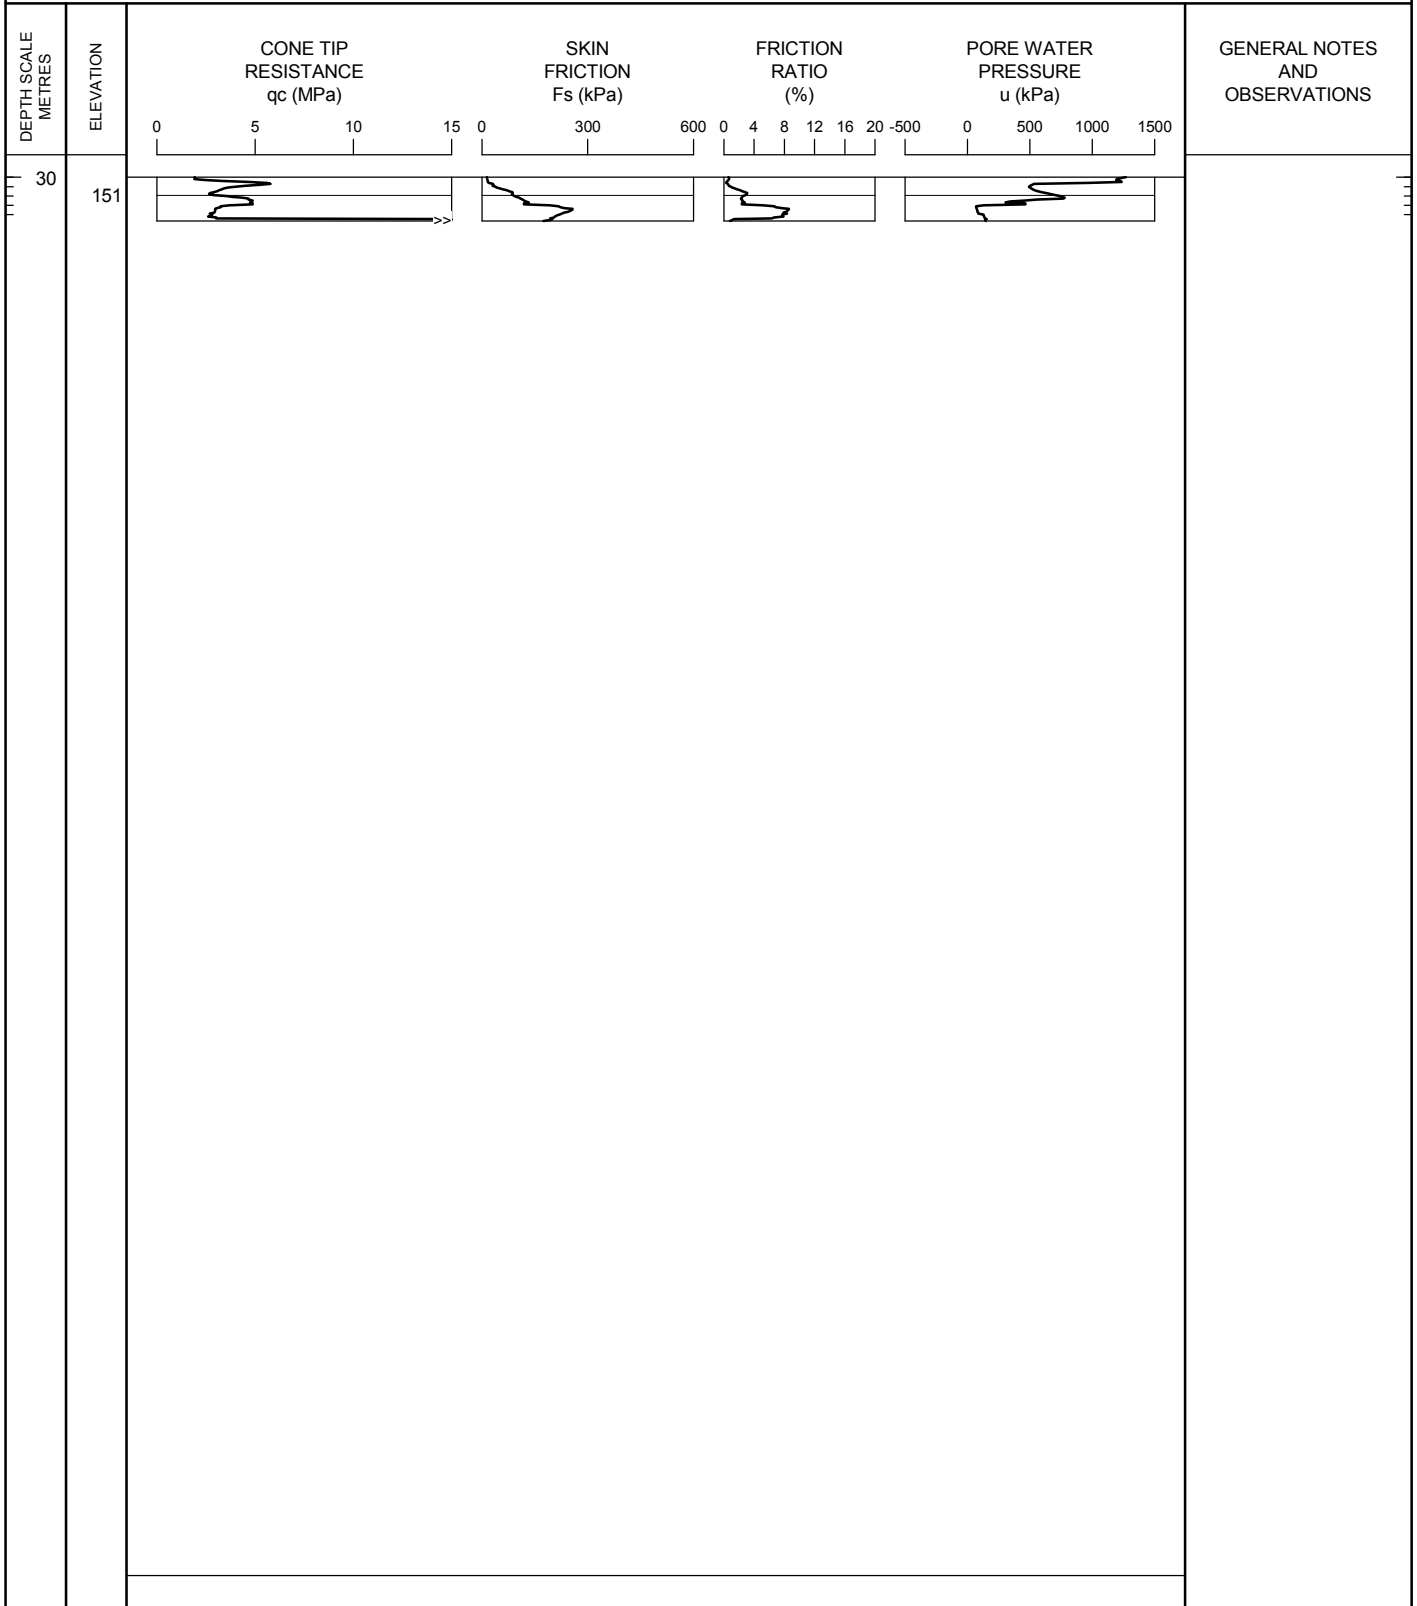 DEPTH SCALE
METRES
ELEVATION
CONE TIP
RESISTANCE
qc (MPa)
SKIN
FRICTION
Fs (kPa)
FRICTION
RATIO
(%)
PORE WATER
PRESSURE
u (kPa)
GENERAL NOTES
AND
OBSERVATIONS
0 5 10 15 0 300 600 0 4 8 12 16 20 -500 0 500 1000 1500
30
151
>>